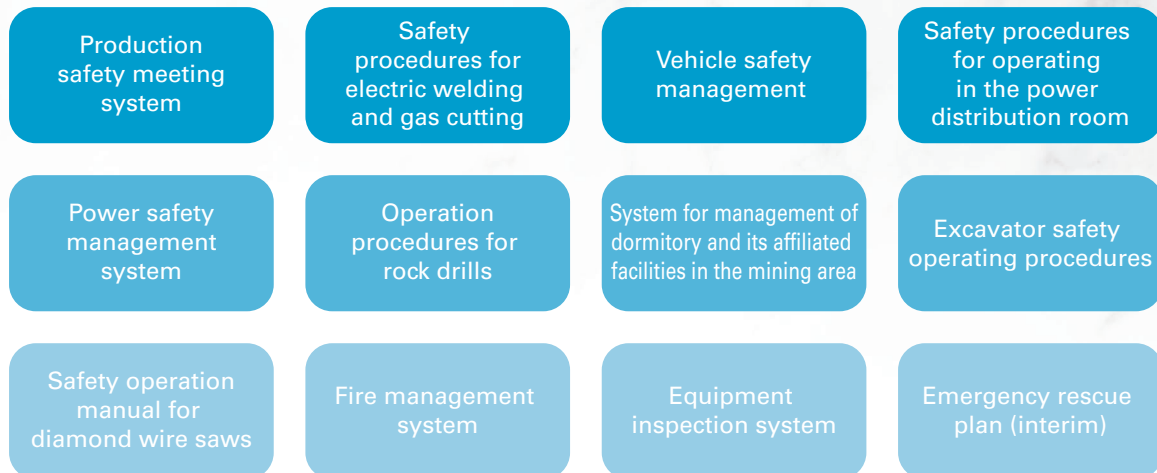 Production
safety meeting
system
Safety
procedures for
electric welding
and gas cutting
Vehicle safety
management
Safety procedures
for operating
in the power
distribution room
Power safety
management
system
Operation
procedures for
rock drills
System for management of
dormitory and its affiliated
facilities in the mining area
Excavator safety
operating procedures
Safety operation
manual for
diamond wire saws
Fire management
system
Equipment
inspection system
Emergency rescue
plan (interim)